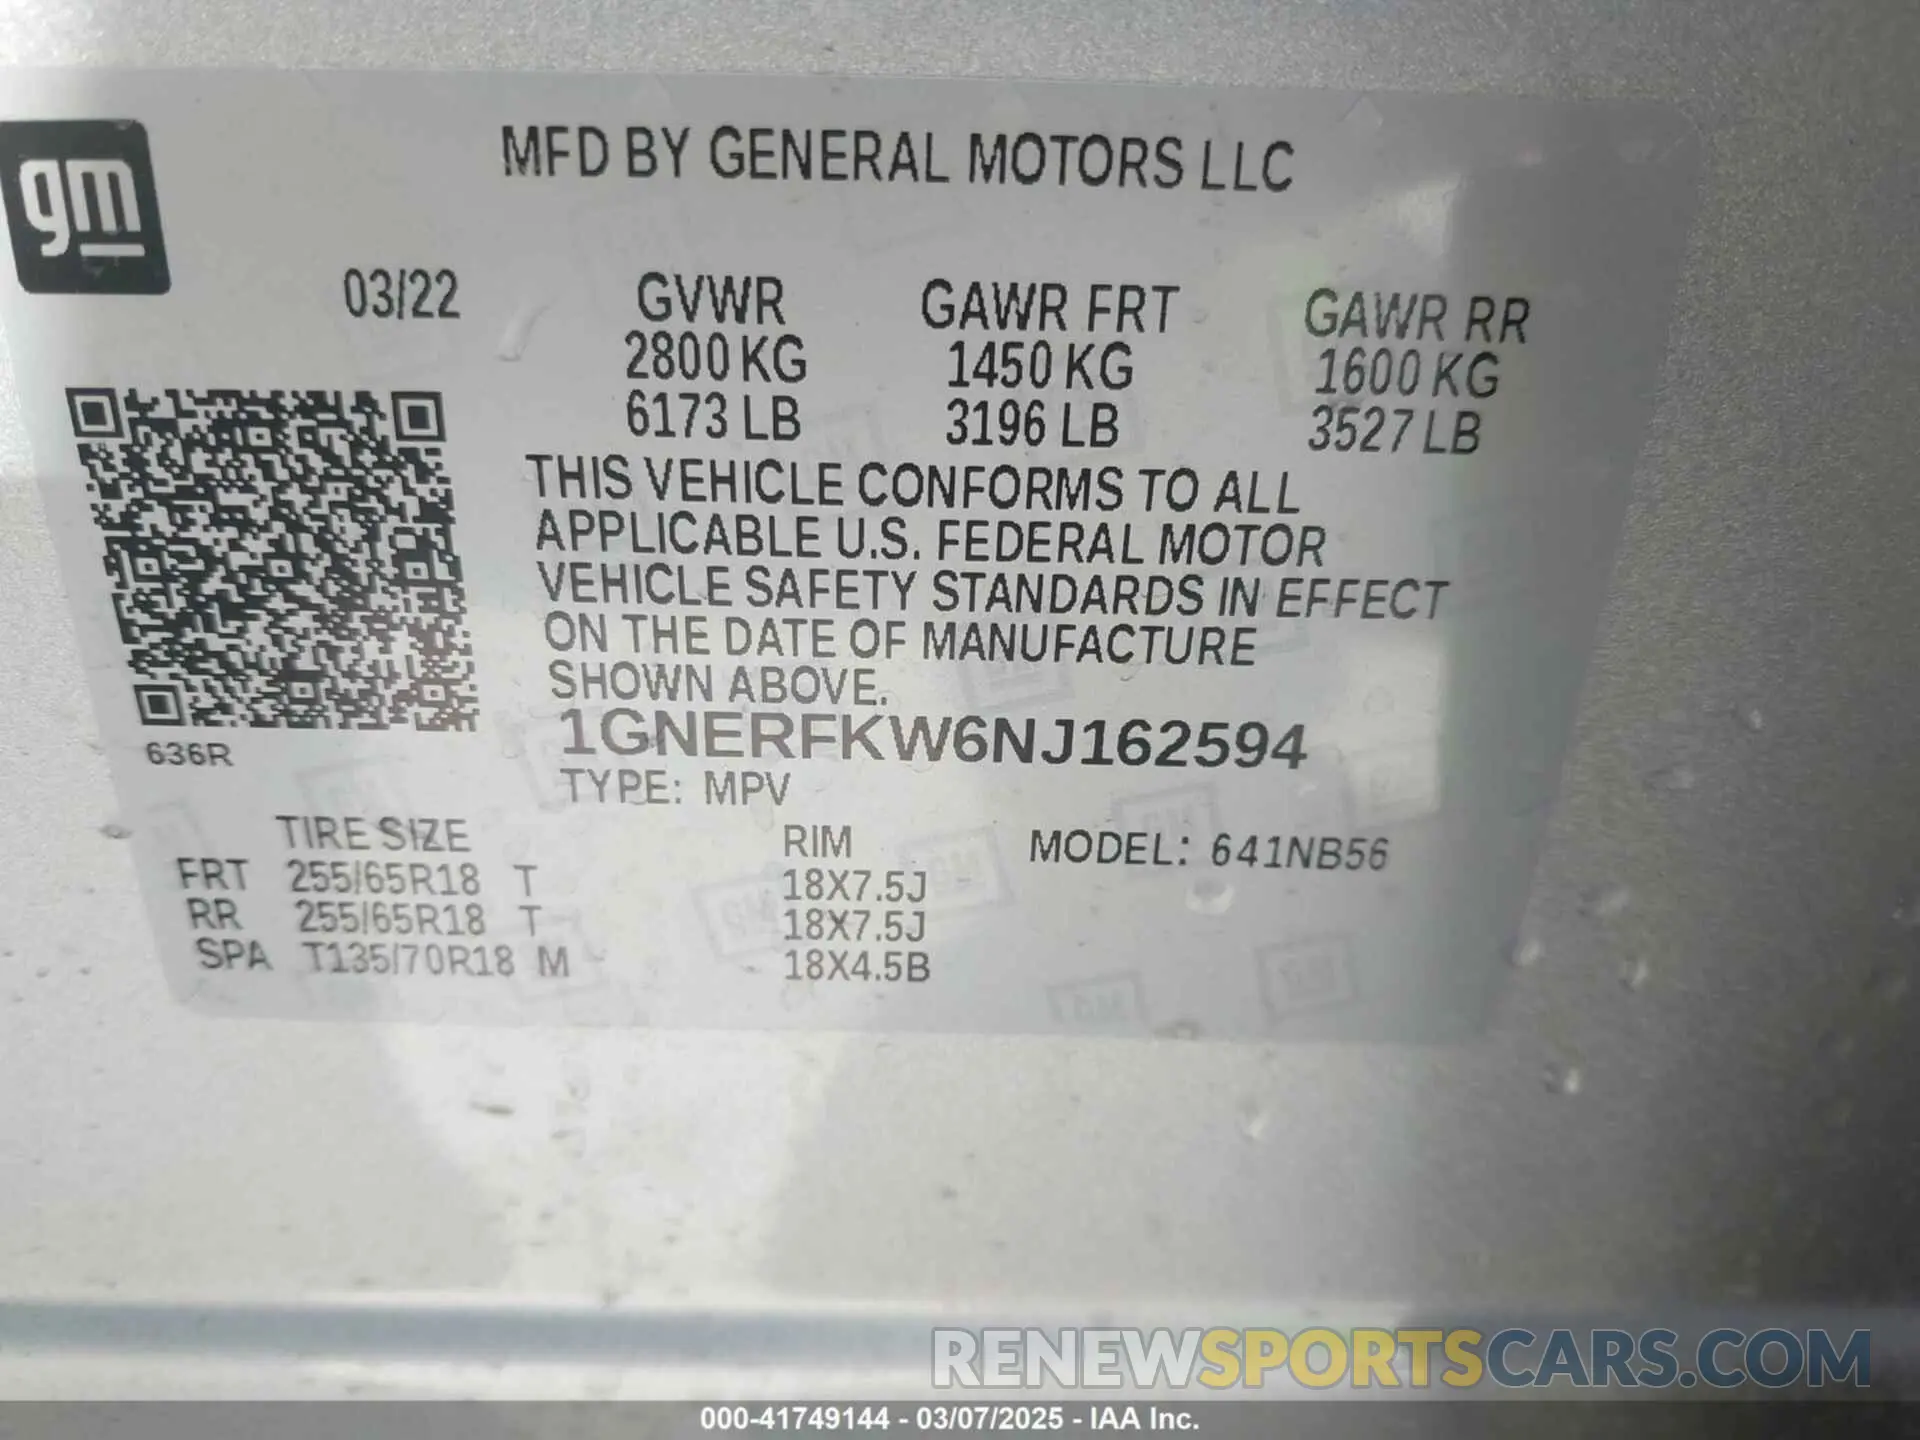 gm
MFD BY GENERAL MOTORS LLC
03/22 GVWR GAWR FRT GAWR RR
2800 KG 1450 KG 1600 KG
6173 LB 3196 LB 3527 LB
THIS VEHICLE CONFORMS TO ALL
APPLICABLE U.S. FEDERAL MOTOR
VEHICLE SAFETY STANDARDS IN EFFECT
ON THE DATE OF MANUFACTURE
SHOWN ABOVE.
1GNERFKW6NJ162594
636R
TYPE: MPV
TIRE SIZE RIM MODEL: 641NB56
FRT 255/65R18 T 18X7.5J
RR 255/65R18 T 18X7.5J
SPA T135/70R18 M 18X4.5B
RENEWSPORTSCARS.COM
000-41749144 - 03/07/2025 - IAA Inc.